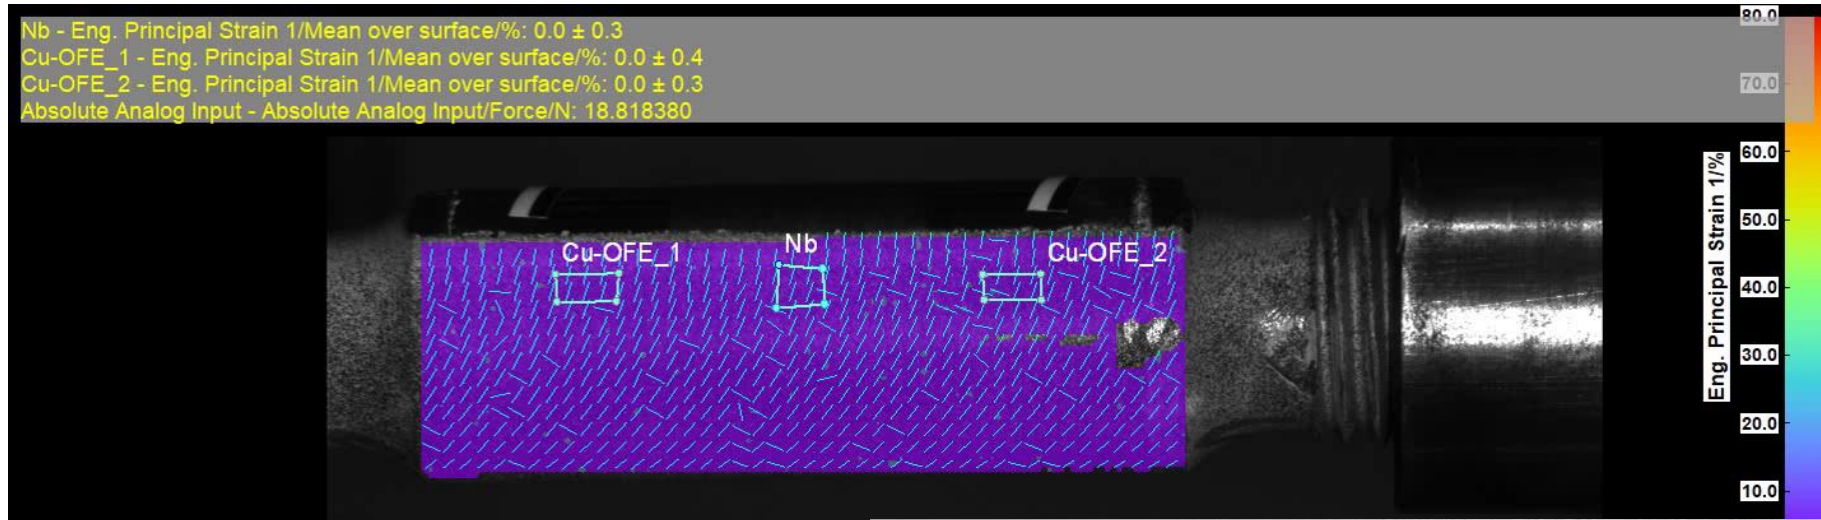 Nb - Eng. Principal Strain 1/Mean over surface/%: 0.0 ± 0.3
Cu-OFE_1 - Eng. Principal Strain 1/Mean over surface/%: 0.0 ± 0.4
Cu-OFE_2 - Eng. Principal Strain 1/Mean over surface/%: 0.0 ± 0.3
Absolute Analog Input - Absolute Analog Input/Force/N: 18.818380
Cu-OFE_1
Nb
Cu-OFE_2
Eng. Principal Strain 1/%
80.0
70.0
60.0
50.0
40.0
30.0
20.0
10.0